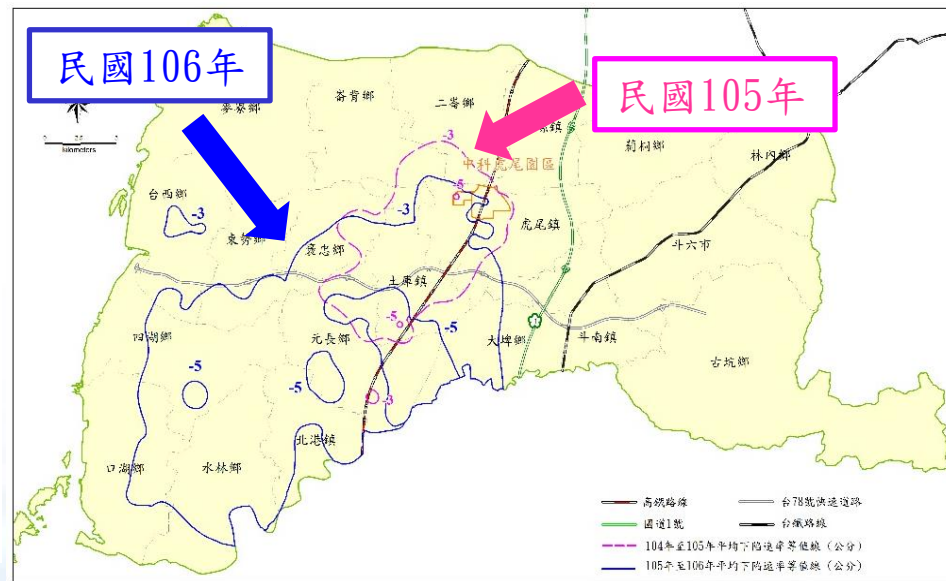 民國106年
民國105年
kilometers
麥寮鄉
崙背鄉
二崙鄉
莿桐鄉
林內鄉
-3
中科虎尾園區
-5
台西鄉
-3
-3
東勢鄉
褒忠鄉
虎尾鎮
斗六市
土庫鎮
-5
-5
四湖鄉
元長鄉
大埤鄉
斗南鎮
古坑鄉
-5
-5
-3
北港鎮
口湖鄉
水林鄉
高鐵路線
台78號快速道路
國道1號
台鐵路線
104年至105年平均下陷速率等值線（公分）
105年至106年平均下陷速率等值線（公分）